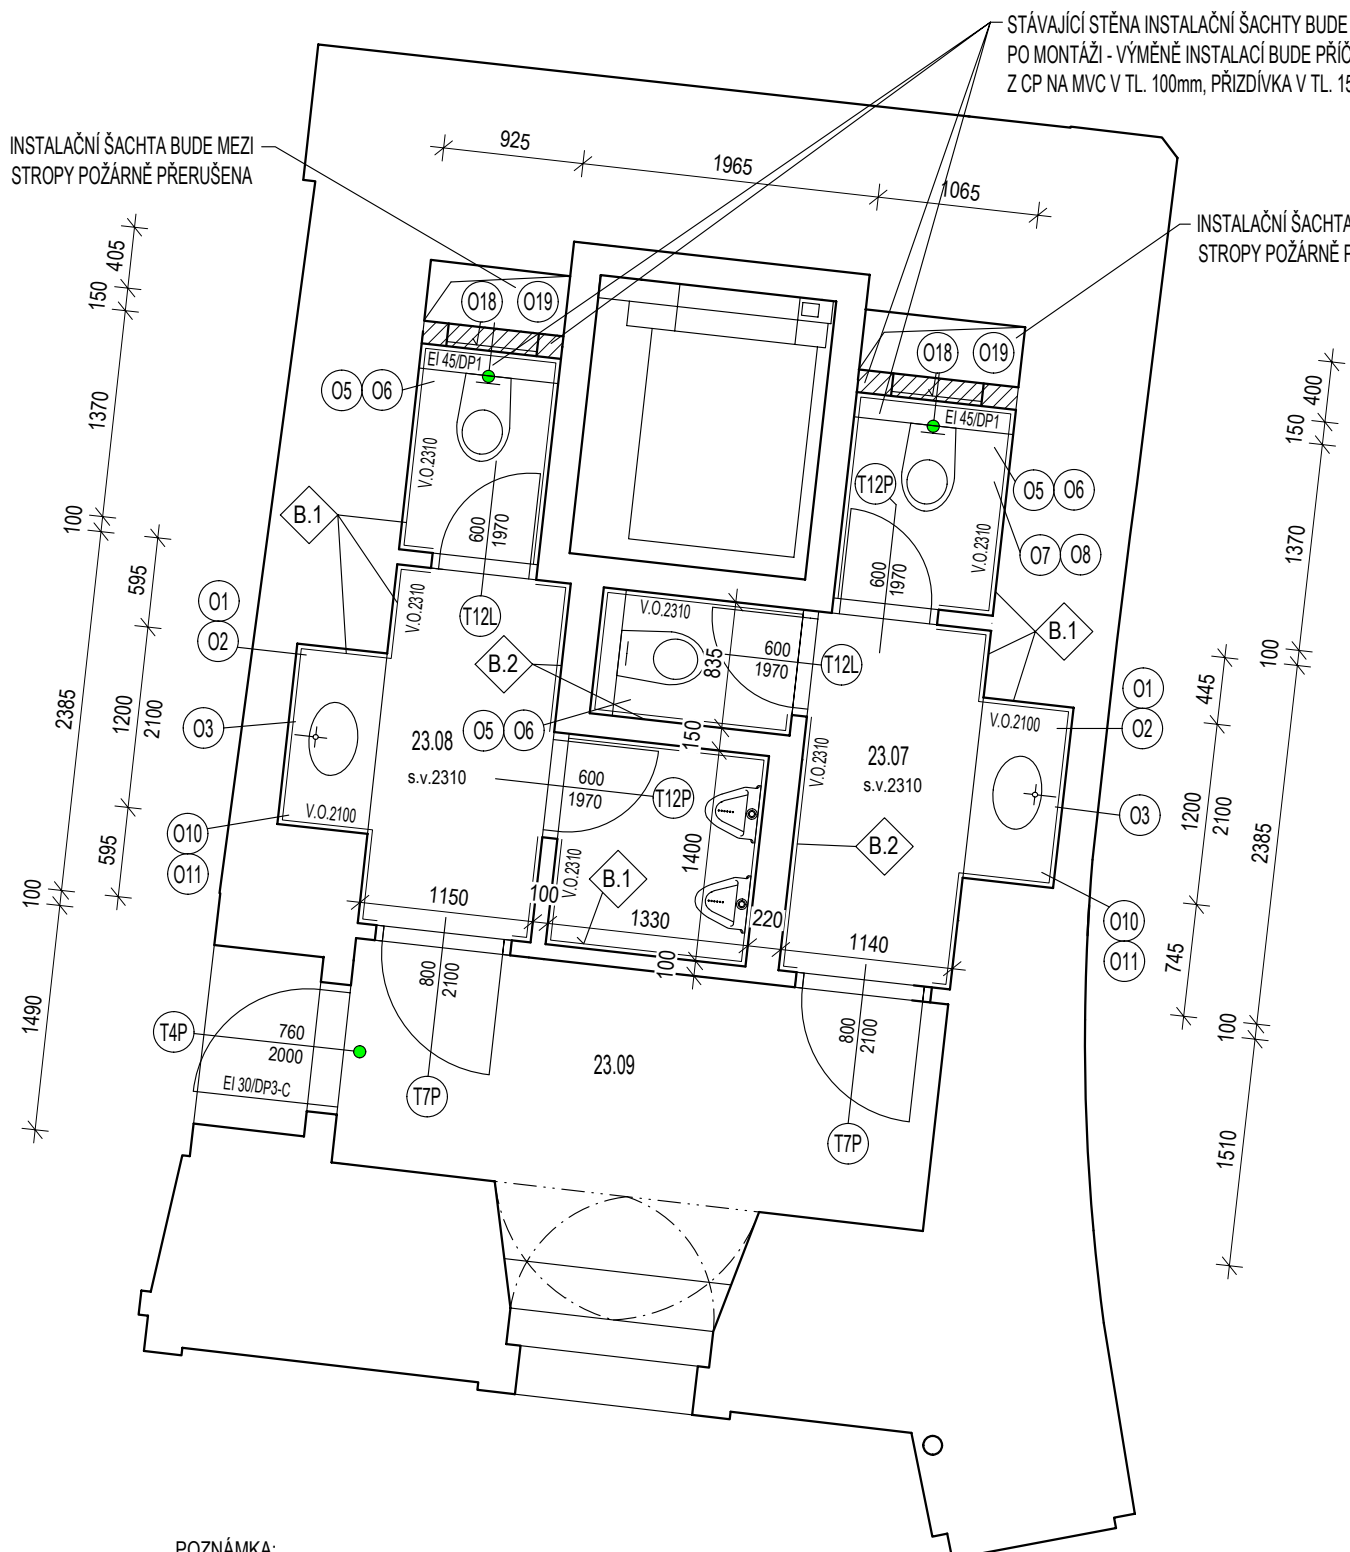 STÁVAJÍCÍ STĚNA INSTALAČNÍ ŠACHTY BUDE
PO MONTÁŽI - VÝMĚNĚ INSTALACÍ BUDE PŘÍČ
Z CP NA MVC V TL. 100mm, PŘIZDÍVKA V TL. 15
INSTALAČNÍ ŠACHTA BUDE MEZI
STROPY POŽÁRNĚ PŘERUŠENA
925
1965
1065
INSTALAČNÍ ŠACHTA
STROPY POŽÁRNĚ P
405
150
1370
100
2385
100
1490
595
1200
2100
595
O18
O19
EI 45/DP1
O5
O6
V.O.2310
B.1
600
1970
T12L
V.O.2310
O1
O2
O3
O10
O11
V.O.2100
23.08
s.v.2310
B.2
O5
O6
V.O.2310
835
600
1970
T12L
150
600
1970
T12P
1400
V.O.2310
B.1
1150
100
1330
220
1140
100
O18
O19
EI 45/DP1
T12P
O5
O6
O7
O8
V.O.2310
600
1970
B.1
O1
O2
V.O.2100
V.O.2310
23.07
s.v.2310
O3
B.2
O10
O11
400
150
1370
100
2385
100
1510
445
1200
2100
745
800
2100
T7P
800
2100
T7P
T4P
760
2000
EI 30/DP3-C
23.09
POZNÁMKA: